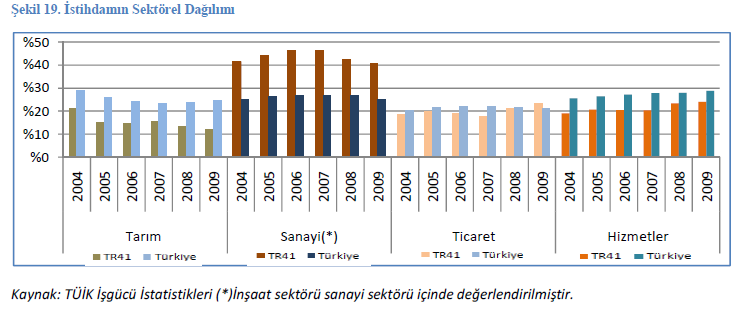 Şekil 19. İstihdamın Sektörel Dağılımı
%50
%40
%30
%20
%10
%0
2004 2005 2006 2007 2008 2009 2004 2005 2006 2007 2008 2009 2004 2005 2006 2007 2008 2009 2004 2005 2006 2007 2008 2009
Tarım Sanayi(*) Ticaret Hizmetler
TR41 Türkiye TR41 Türkiye TR41 Türkiye TR41 Türkiye
Kaynak: TÜİK İşgücü İstatistikleri (*)İnşaat sektörü sanayi sektörü içinde değerlendirilmiştir.